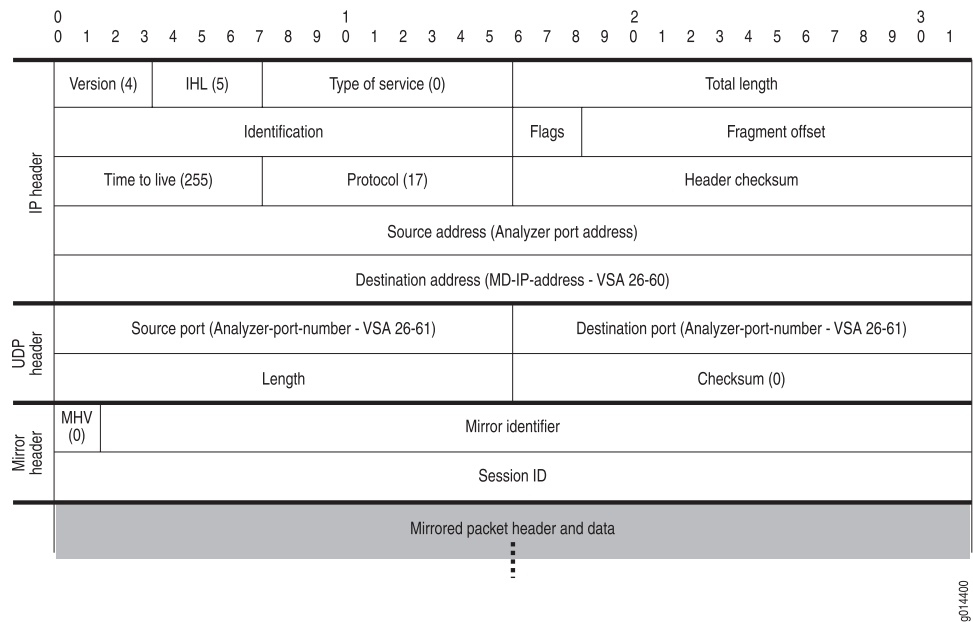 0 1 2 3
0 1 2 3 4 5 6 7 8 9 0 1 2 3 4 5 6 7 8 9 0 1 2 3 4 5 6 7 8 9 0 1
IP header
Version (4) IHL (5) Type of service (0) Total length
Identification Flags Fragment offset
Time to live (255) Protocol (17) Header checksum
Source address (Analyzer port address)
Destination address (MD-IP-address - VSA 26-60)
UDP
header
Source port (Analyzer-port-number - VSA 26-61) Destination port (Analyzer-port-number - VSA 26-61)
Length Checksum (0)
Mirror
header
MHV
(0)
Mirror identifier
Session ID
Mirrored packet header and data
g014400